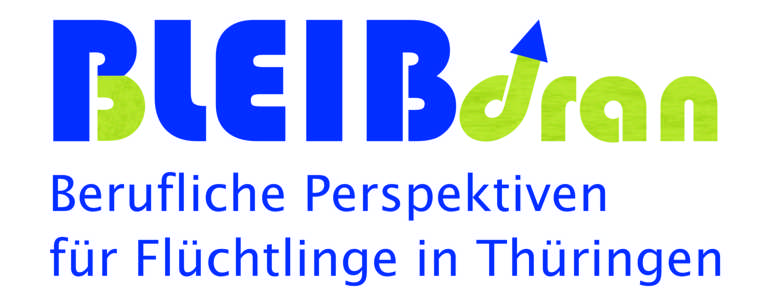 BLEIBdran
Berufliche Perspektiven
für Flüchtlinge in Thüringen